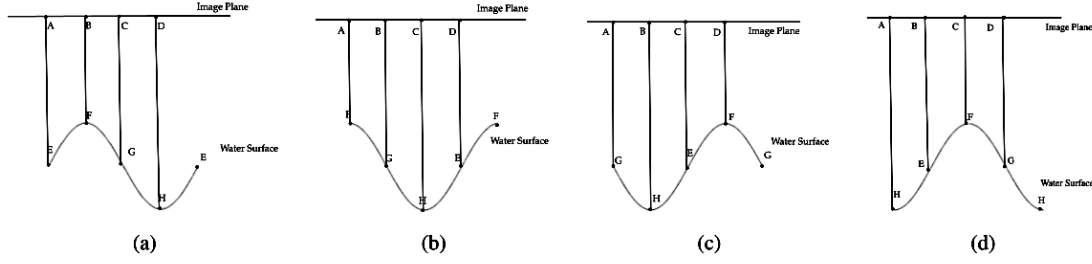 Image Plane
A B C D
F
E
G
E
Water Surface
H
(a)
Image Plane
A B C D
F
F
Water Surface
G
E
H
(b)
A B C D
Image Plane
F
E
G
G
Water Surface
H
(c)
A B C D
Image Plane
F
E
G
Water Surface
H
H
(d)